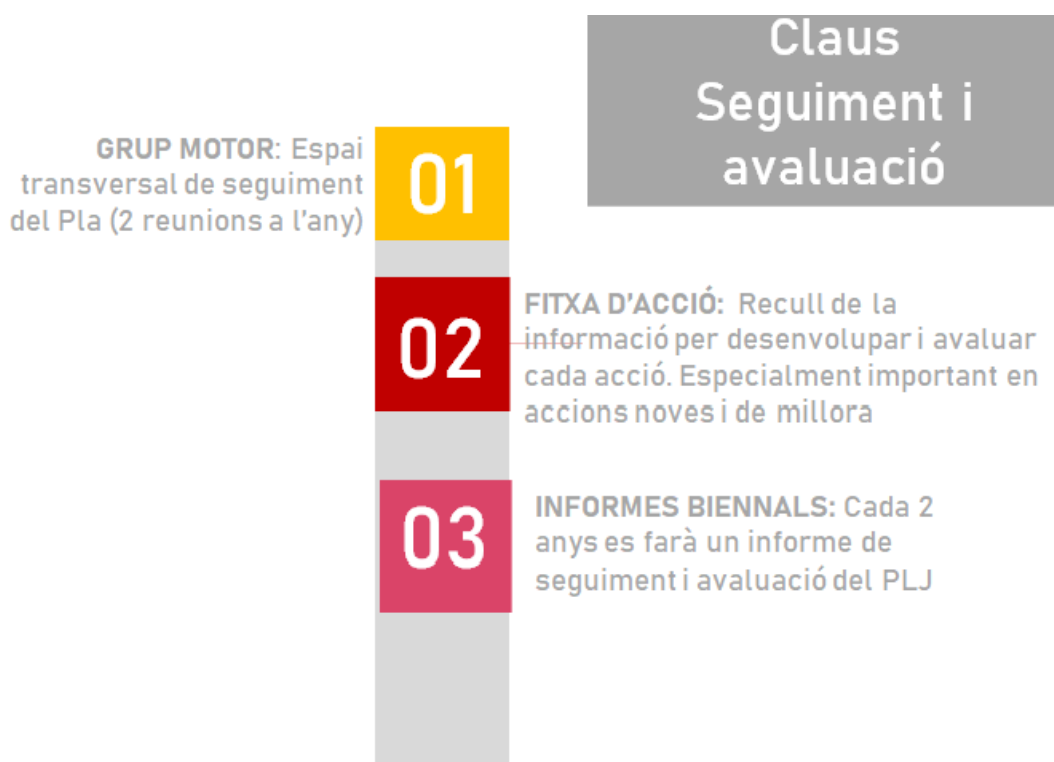 Claus
Seguiment i
avaluació
GRUP MOTOR: Espai
transversal de seguiment
del Pla (2 reunions a l'any)
01
02
FITXA D'ACCIÓ: Recull de la
informació per desenvolupar i avaluar
cada acció. Especialment important en
accions noves i de millora
03
INFORMES BIENNALS: Cada 2
anys es farà un informe de
seguiment i avaluació del PLJ